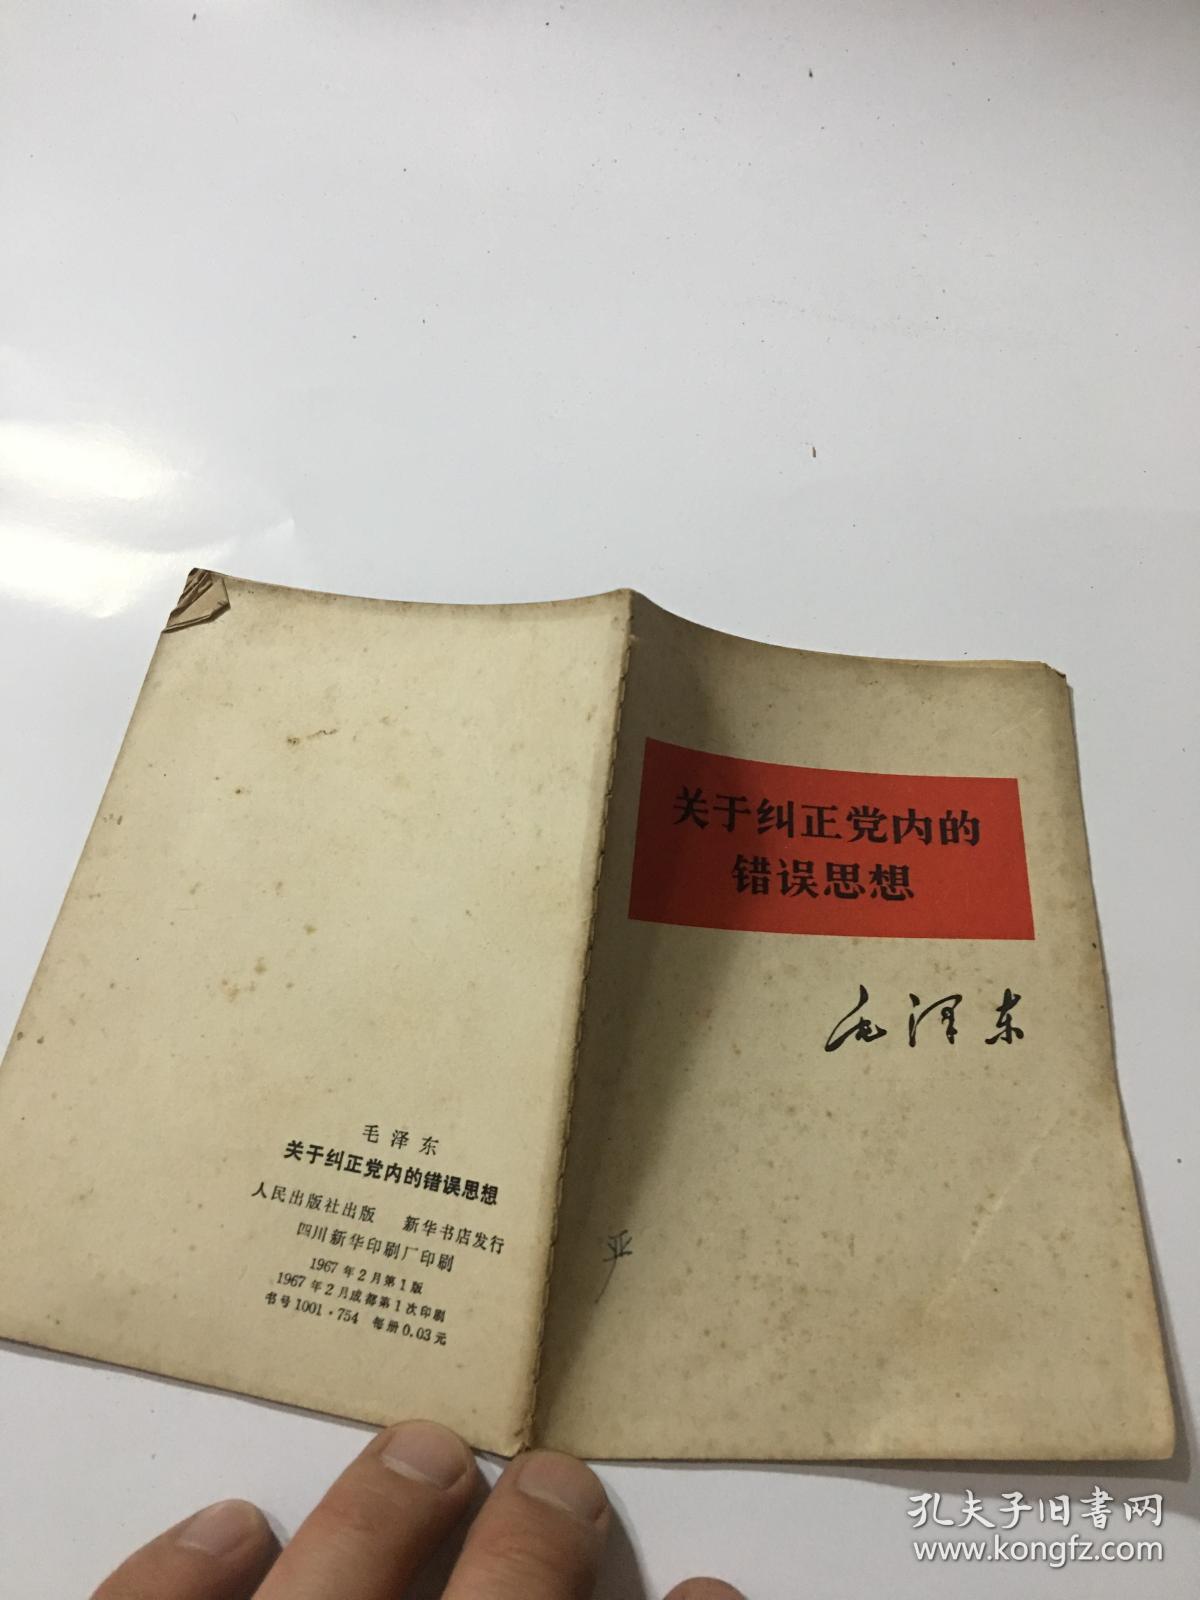 关于纠正党内的
错误思想
毛泽东
亚
毛泽东
关于纠正党内的错误思想
人民出版社出版 新华书店发行
四川新华印刷厂印刷
1967年2月第1版
1967年2月成都第1次印刷
书号1001·754 每册0.03元
孔夫子旧书网
www.kongfz.com